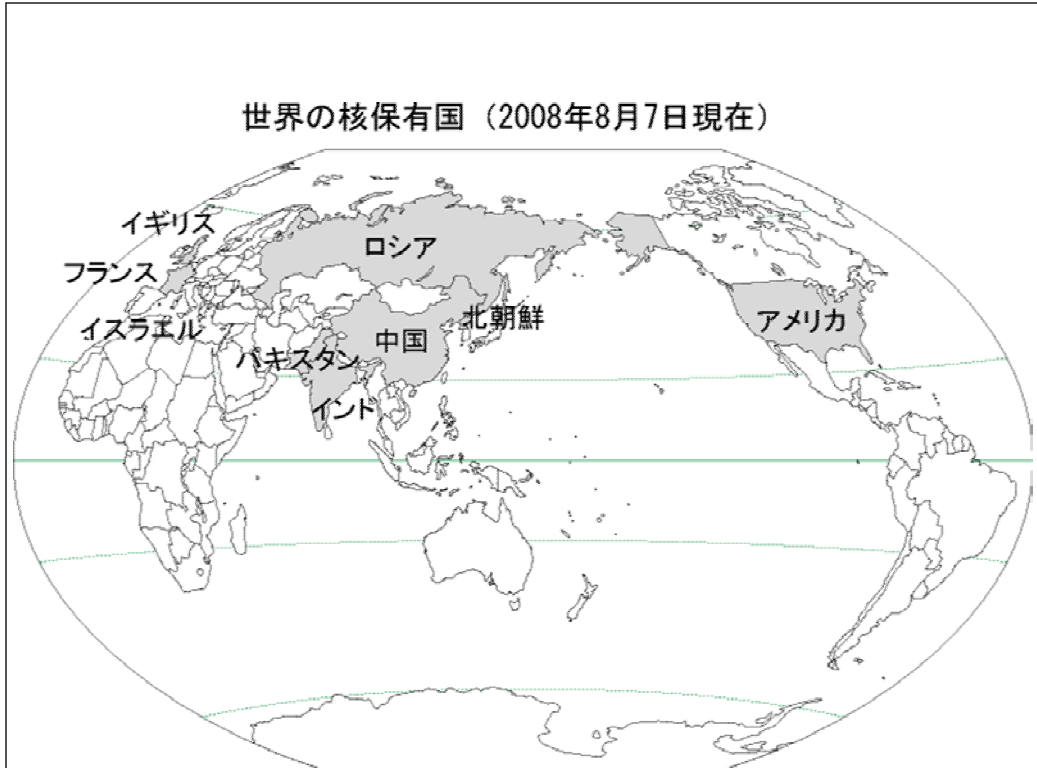 世界の核保有国（2008年8月7日現在）
イギリス
ロシア
フランス
イスラエル
北朝鮮
アメリカ
中国
パキスタン
インド